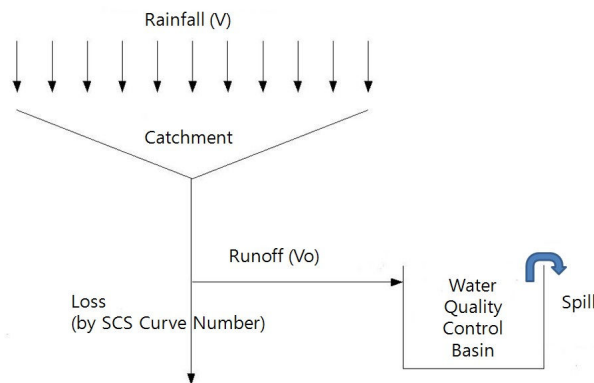 Rainfall (V)
Catchment
Runoff (Vo)
Loss
(by SCS Curve Number)
Water
Quality
Control
Basin
Spill